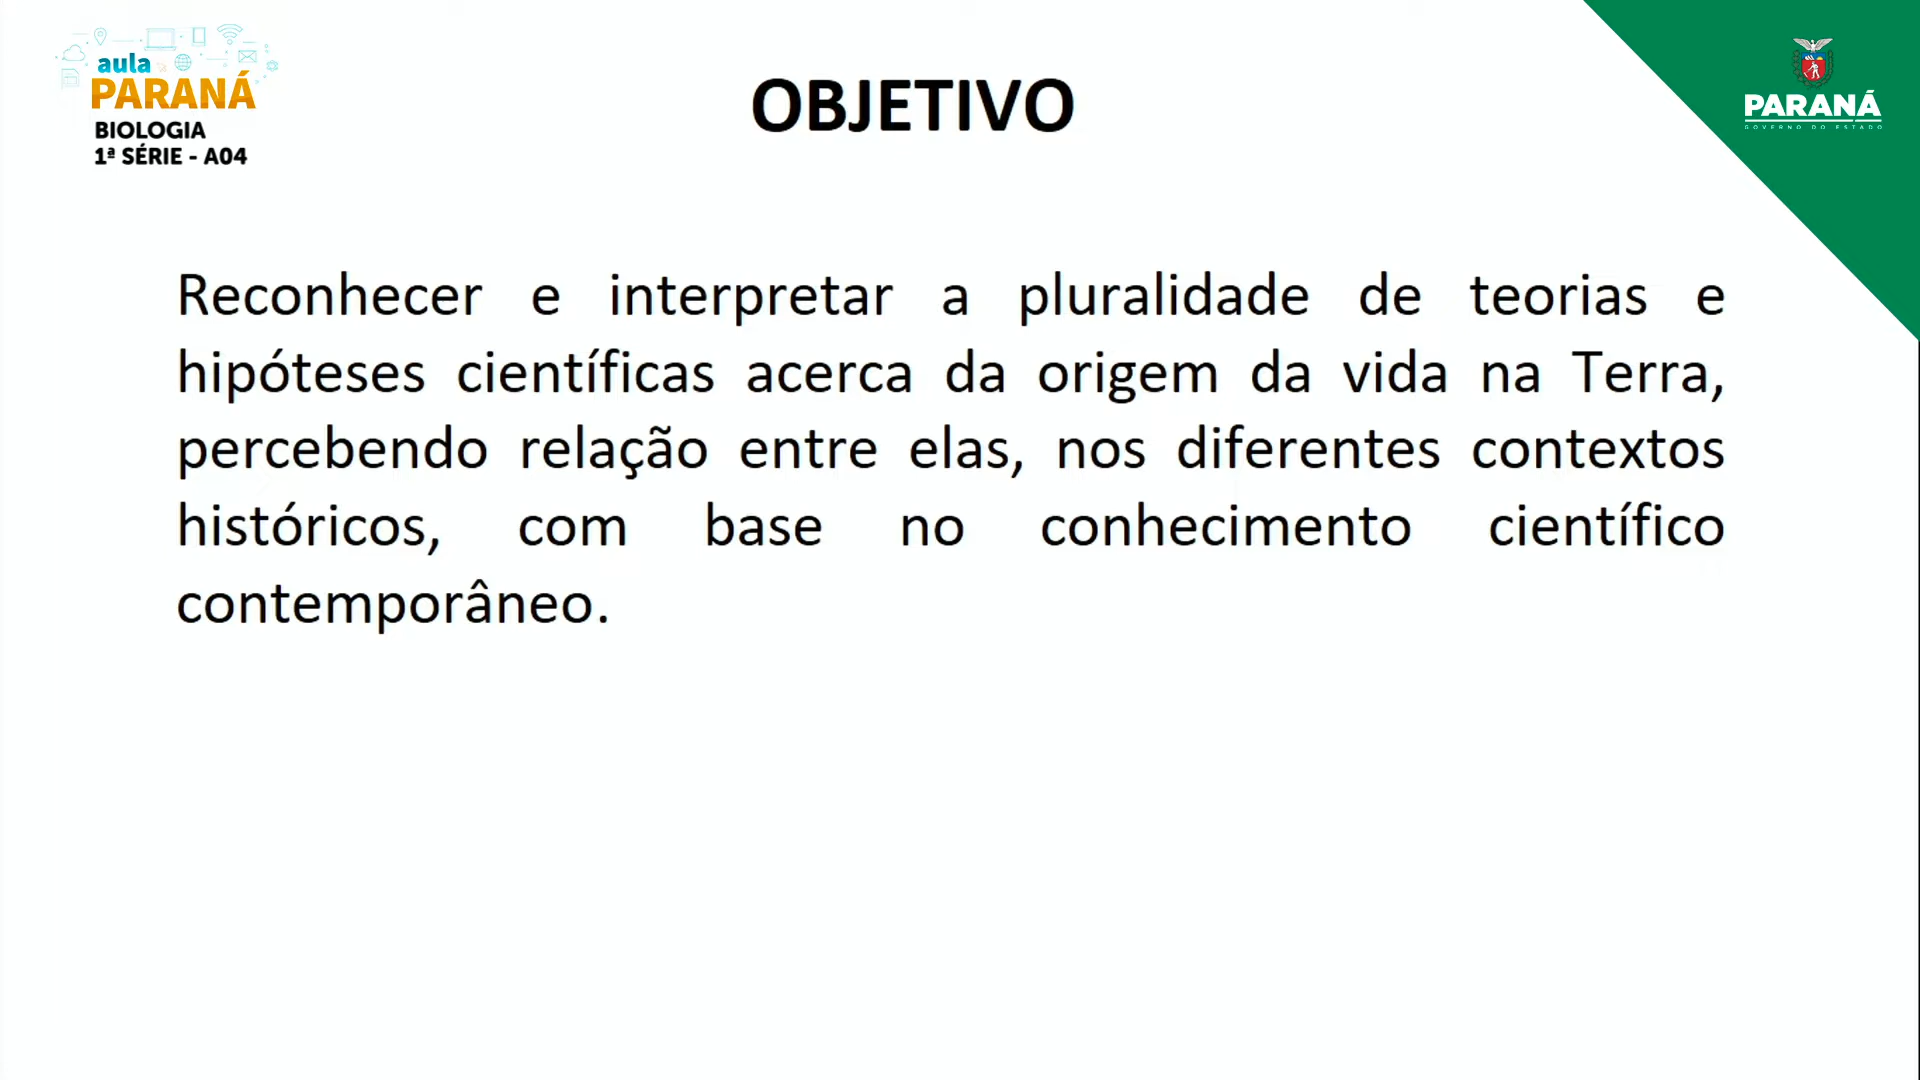 aula
PARANÁ
BIOLOGIA
1ª SÉRIE - A04
OBJETIVO
PARANÁ
GOVERNO DO ESTADO
Reconhecer e interpretar a pluralidade de teorias e
hipóteses científicas acerca da origem da vida na Terra,
percebendo relação entre elas, nos diferentes contextos
históricos, com base no conhecimento científico
contemporâneo.